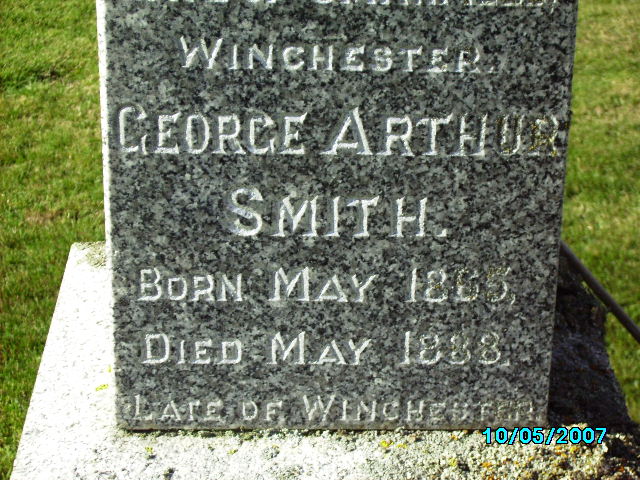 WINCHESTER.
GEORGE ARTHUR
SMITH.
BORN MAY 1865,
DIED MAY 1888.
LATE OF WINCHESTER.
10/05/2007